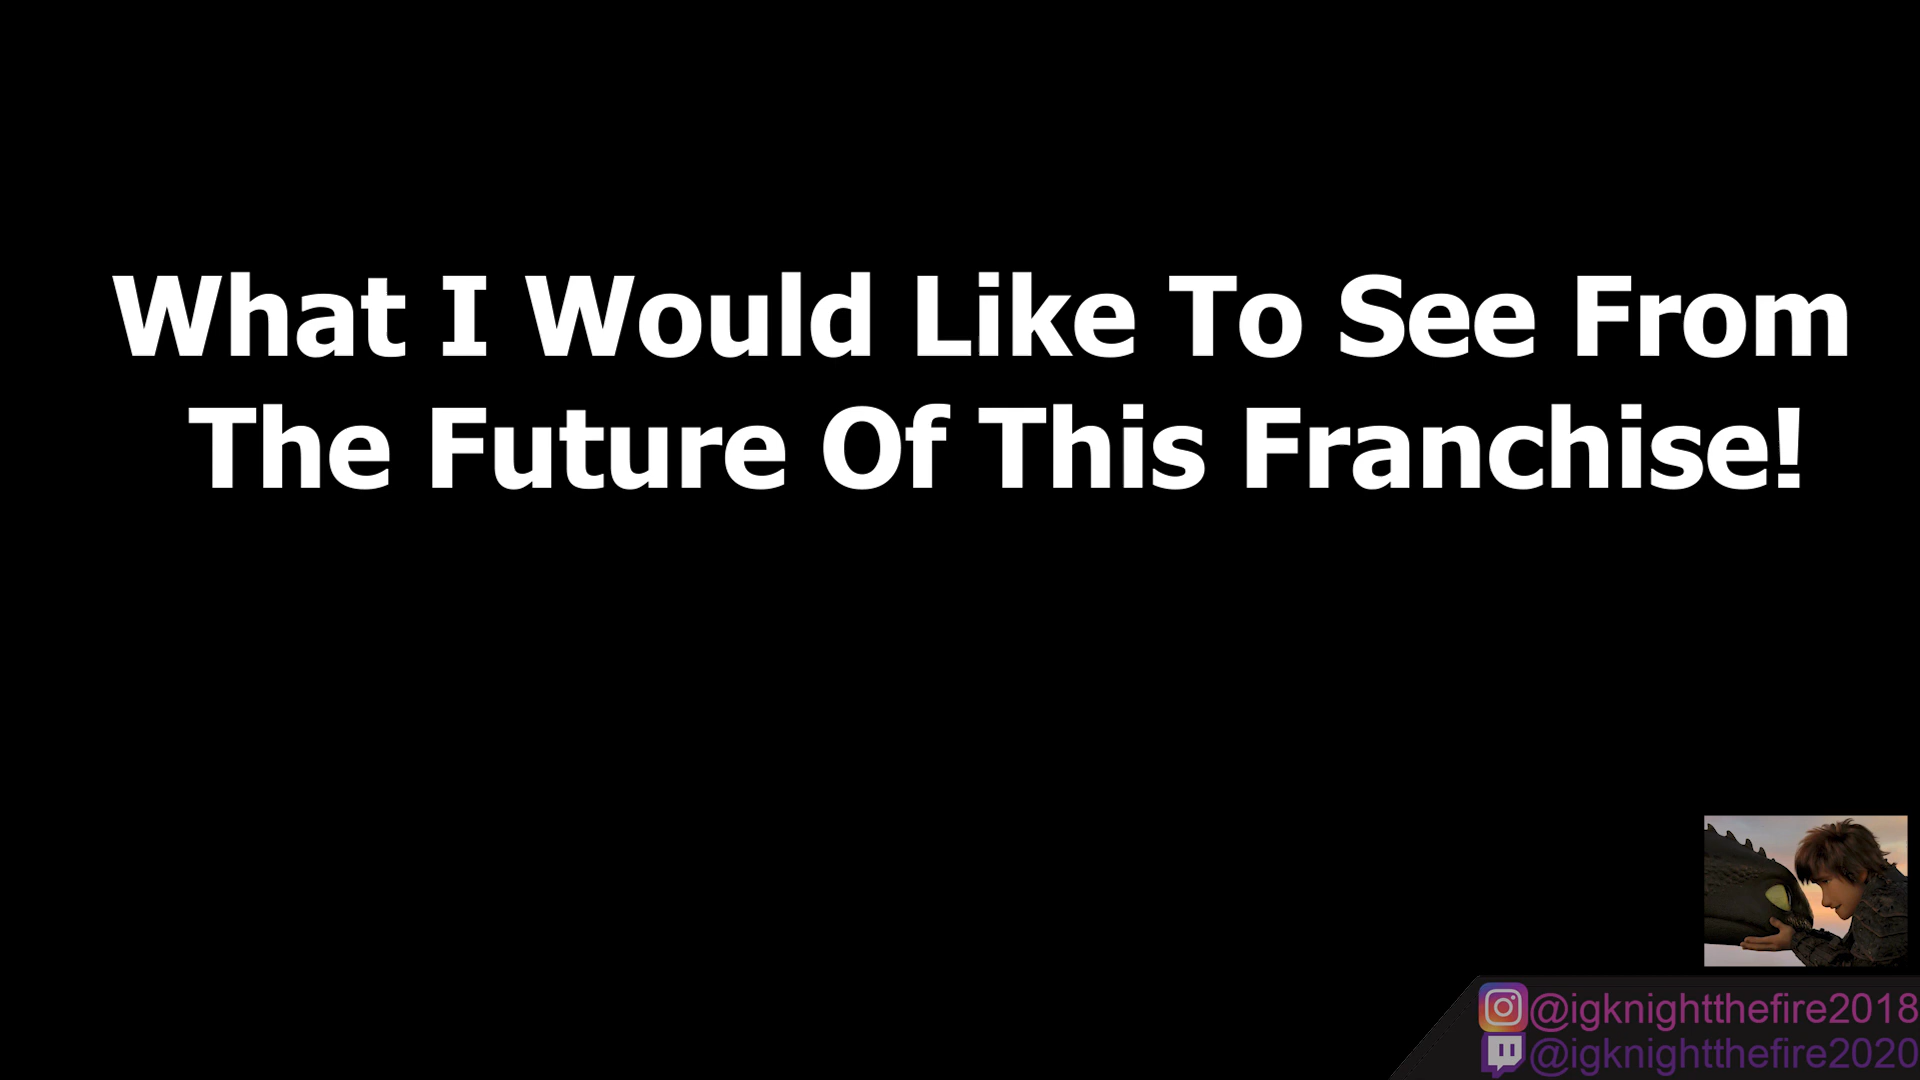 What I Would Like To See From
The Future Of This Franchise!
@igknightthefire2018
@igknightthefire2020